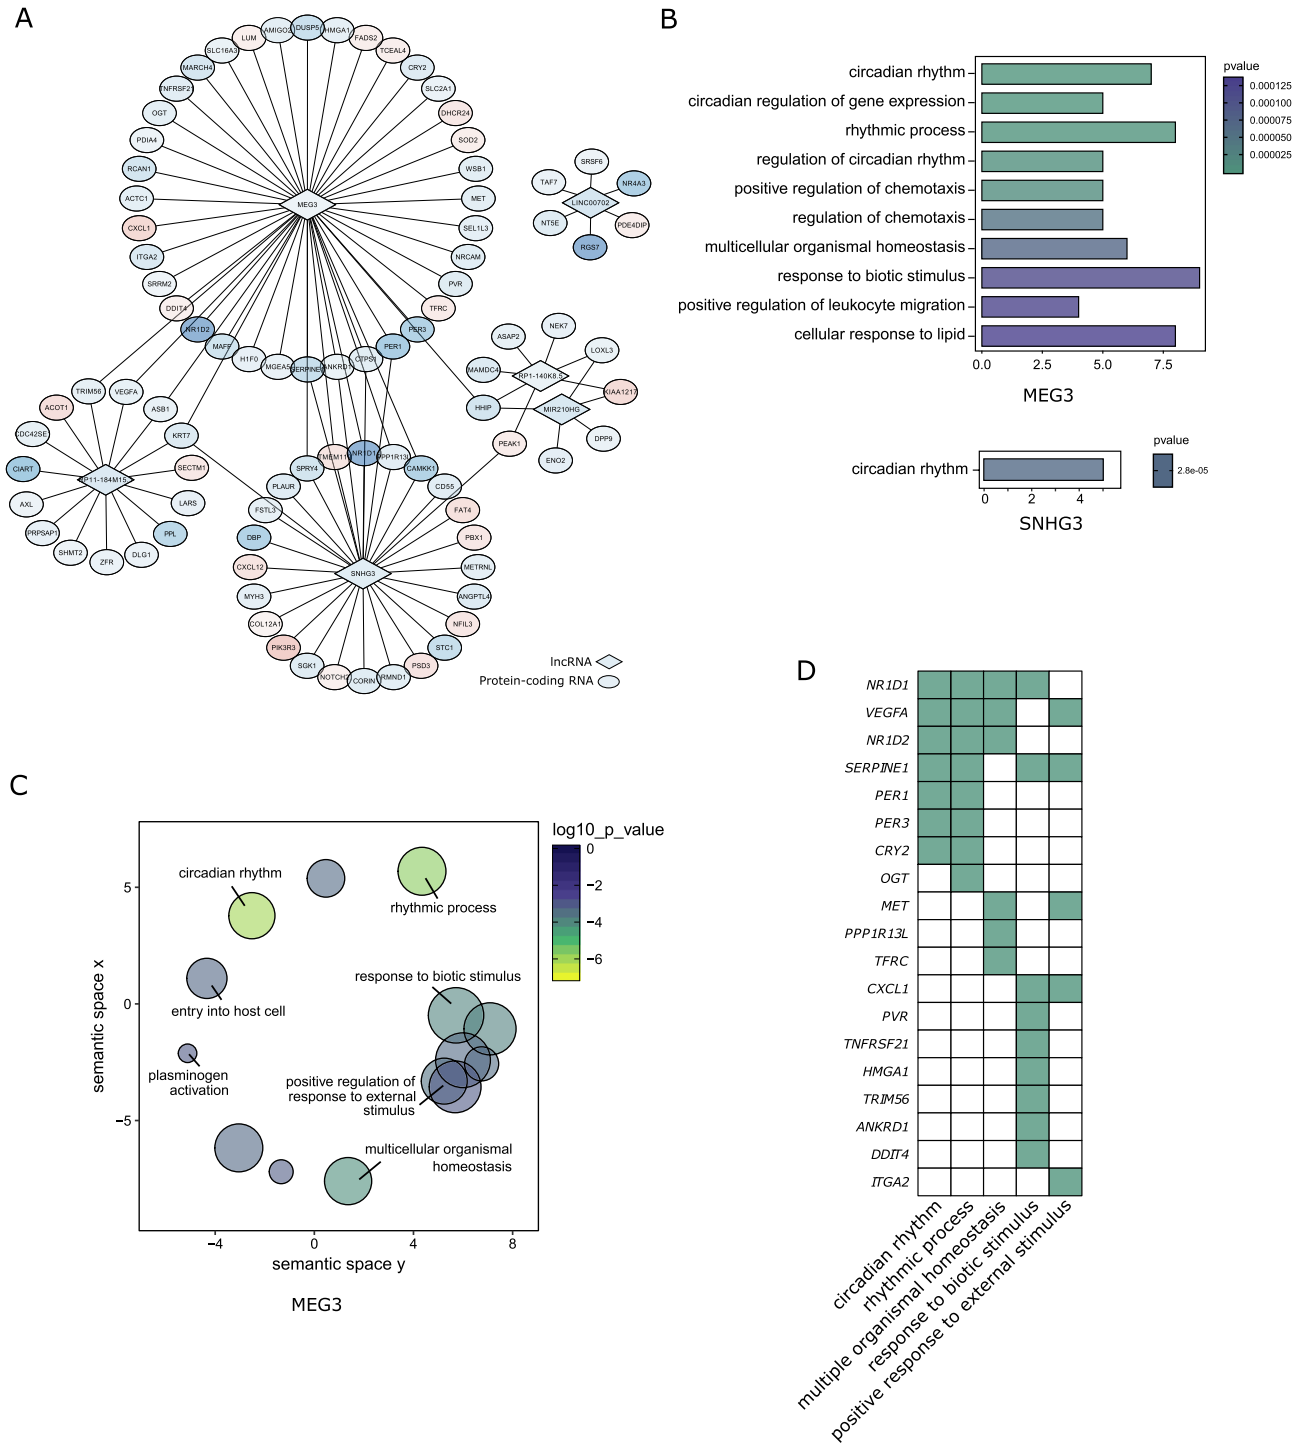 A
DUSP5
AMIGO2
HMGA1
LUM
FADS2
SLC16A3
TCEAL4
MARCH4
CRY2
TNFRSF21
SLC2A1
OGT
DHCR24
PDIA4
SOD2
RCAN1
WSB1
ACTC1
MET
MEG3
CXCL1
SEL1L3
ITGA2
NRCAM
SRRM2
PVR
DDIT4
TFRC
NR1D2
PER3
MAFF
PER1
H1F0
CTPS1
MGEA5
SERPINE1
ANKRD1
SRSF6
TAF7
NR4A3
LINC00702
NT5E
PDE4DIP
RGS7
NEK7
ASAP2
LOXL3
MAMDC4
RP1-140K8.5
KIAA1217
HHIP
MIR210HG
DPP9
PEAK1
ENO2
TRIM56
VEGFA
ACOT1
ASB1
CDC42SE
KRT7
CIART
SECTM1
RP11-184M15
AXL
LARS
PRPSAP1
PPL
SHMT2
DLG1
ZFR
NR1D1
TMEM11
PPP1R13L
SPRY4
CAMKK1
PLAUR
CD55
FSTL3
FAT4
DBP
PBX1
CXCL12
METRNL
SNHG3
MYH3
ANGPTL4
COL12A1
NFIL3
PIK3R3
STC1
SGK1
PSD3
NOTCH2
RMND1
CORIN
lncRNA
Protein-coding RNA
B
circadian rhythm
circadian regulation of gene expression
rhythmic process
regulation of circadian rhythm
positive regulation of chemotaxis
regulation of chemotaxis
multicellular organismal homeostasis
response to biotic stimulus
positive regulation of leukocyte migration
cellular response to lipid
0.0 2.5 5.0 7.5
MEG3
pvalue
0.000125
0.000100
0.000075
0.000050
0.000025
circadian rhythm
0 2 4
SNHG3
pvalue
2.8e-05
C
semantic space x
5
0
−5
circadian rhythm
rhythmic process
entry into host cell
response to biotic stimulus
plasminogen
activation
positive regulation of
response to external
stimulus
multicellular organismal
homeostasis
−4 0 4 8
semantic space y
MEG3
log10_p_value
0
−2
−4
−6
D
NR1D1
VEGFA
NR1D2
SERPINE1
PER1
PER3
CRY2
OGT
MET
PPP1R13L
TFRC
CXCL1
PVR
TNFRSF21
HMGA1
TRIM56
ANKRD1
DDIT4
ITGA2
circadian rhythm
rhythmic process
multiple organismal homeostasis
response to biotic stimulus
positive response to external stimulus